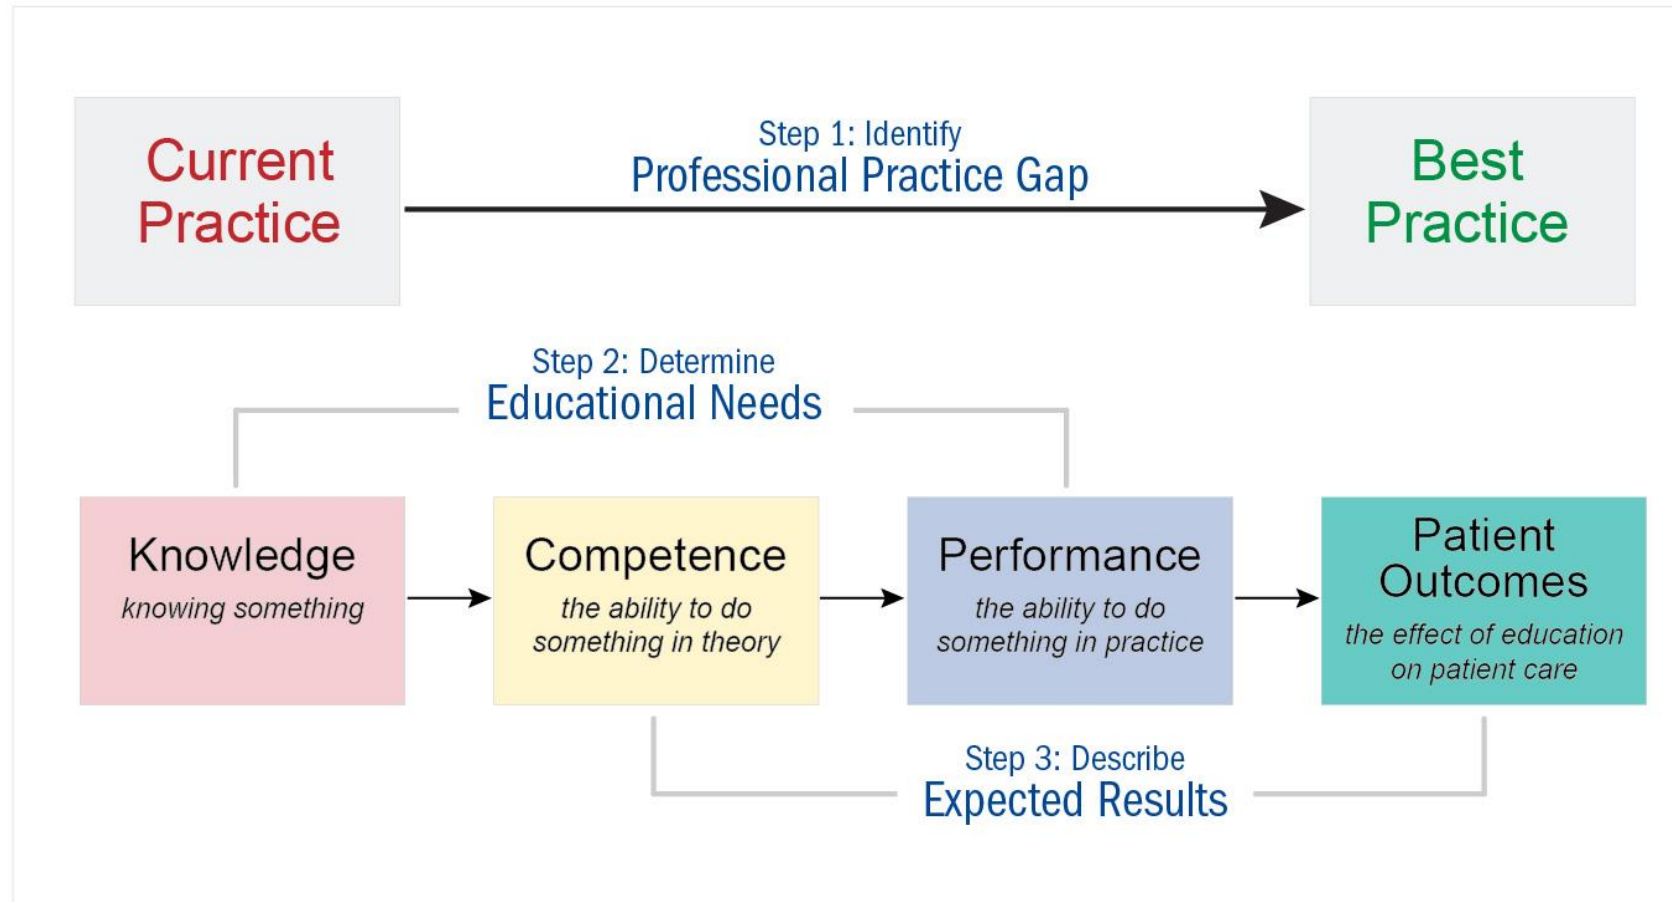 Current
Practice
Step 1: Identify
Professional Practice Gap
Best
Practice
Step 2: Determine
Educational Needs
Knowledge
knowing something
Competence
the ability to do
something in theory
Performance
the ability to do
something in practice
Patient
Outcomes
the effect of education
on patient care
Step 3: Describe
Expected Results